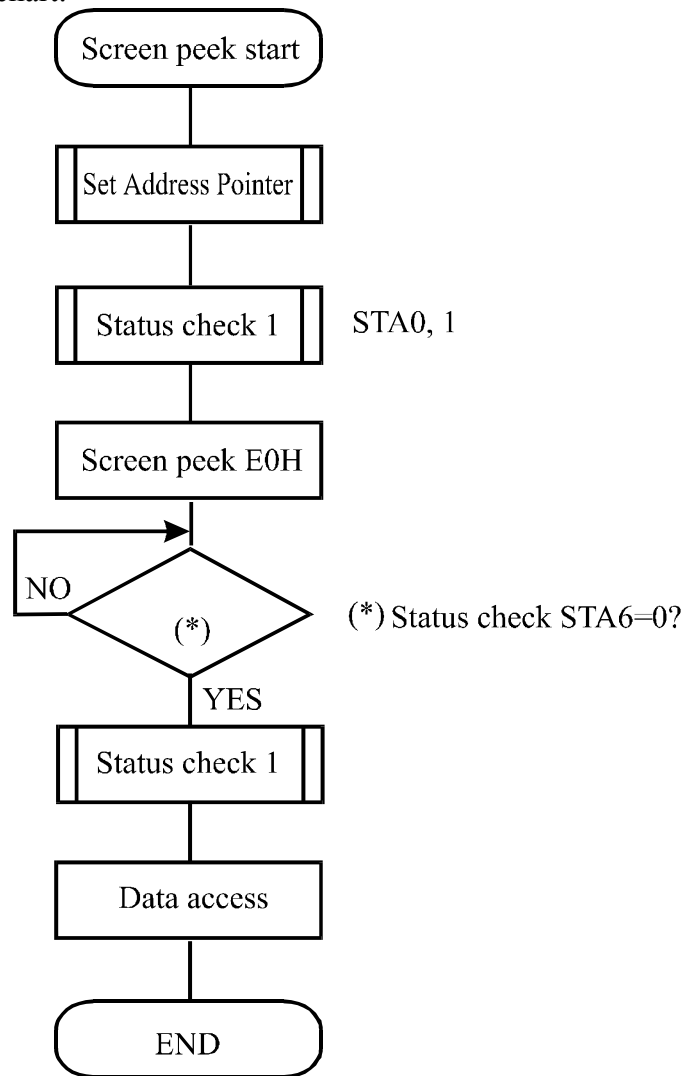 Screen peek start
Set Address Pointer
Status check 1
STA0, 1
Screen peek E0H
NO
(*)
(*) Status check STA6=0?
YES
Status check 1
Data access
END